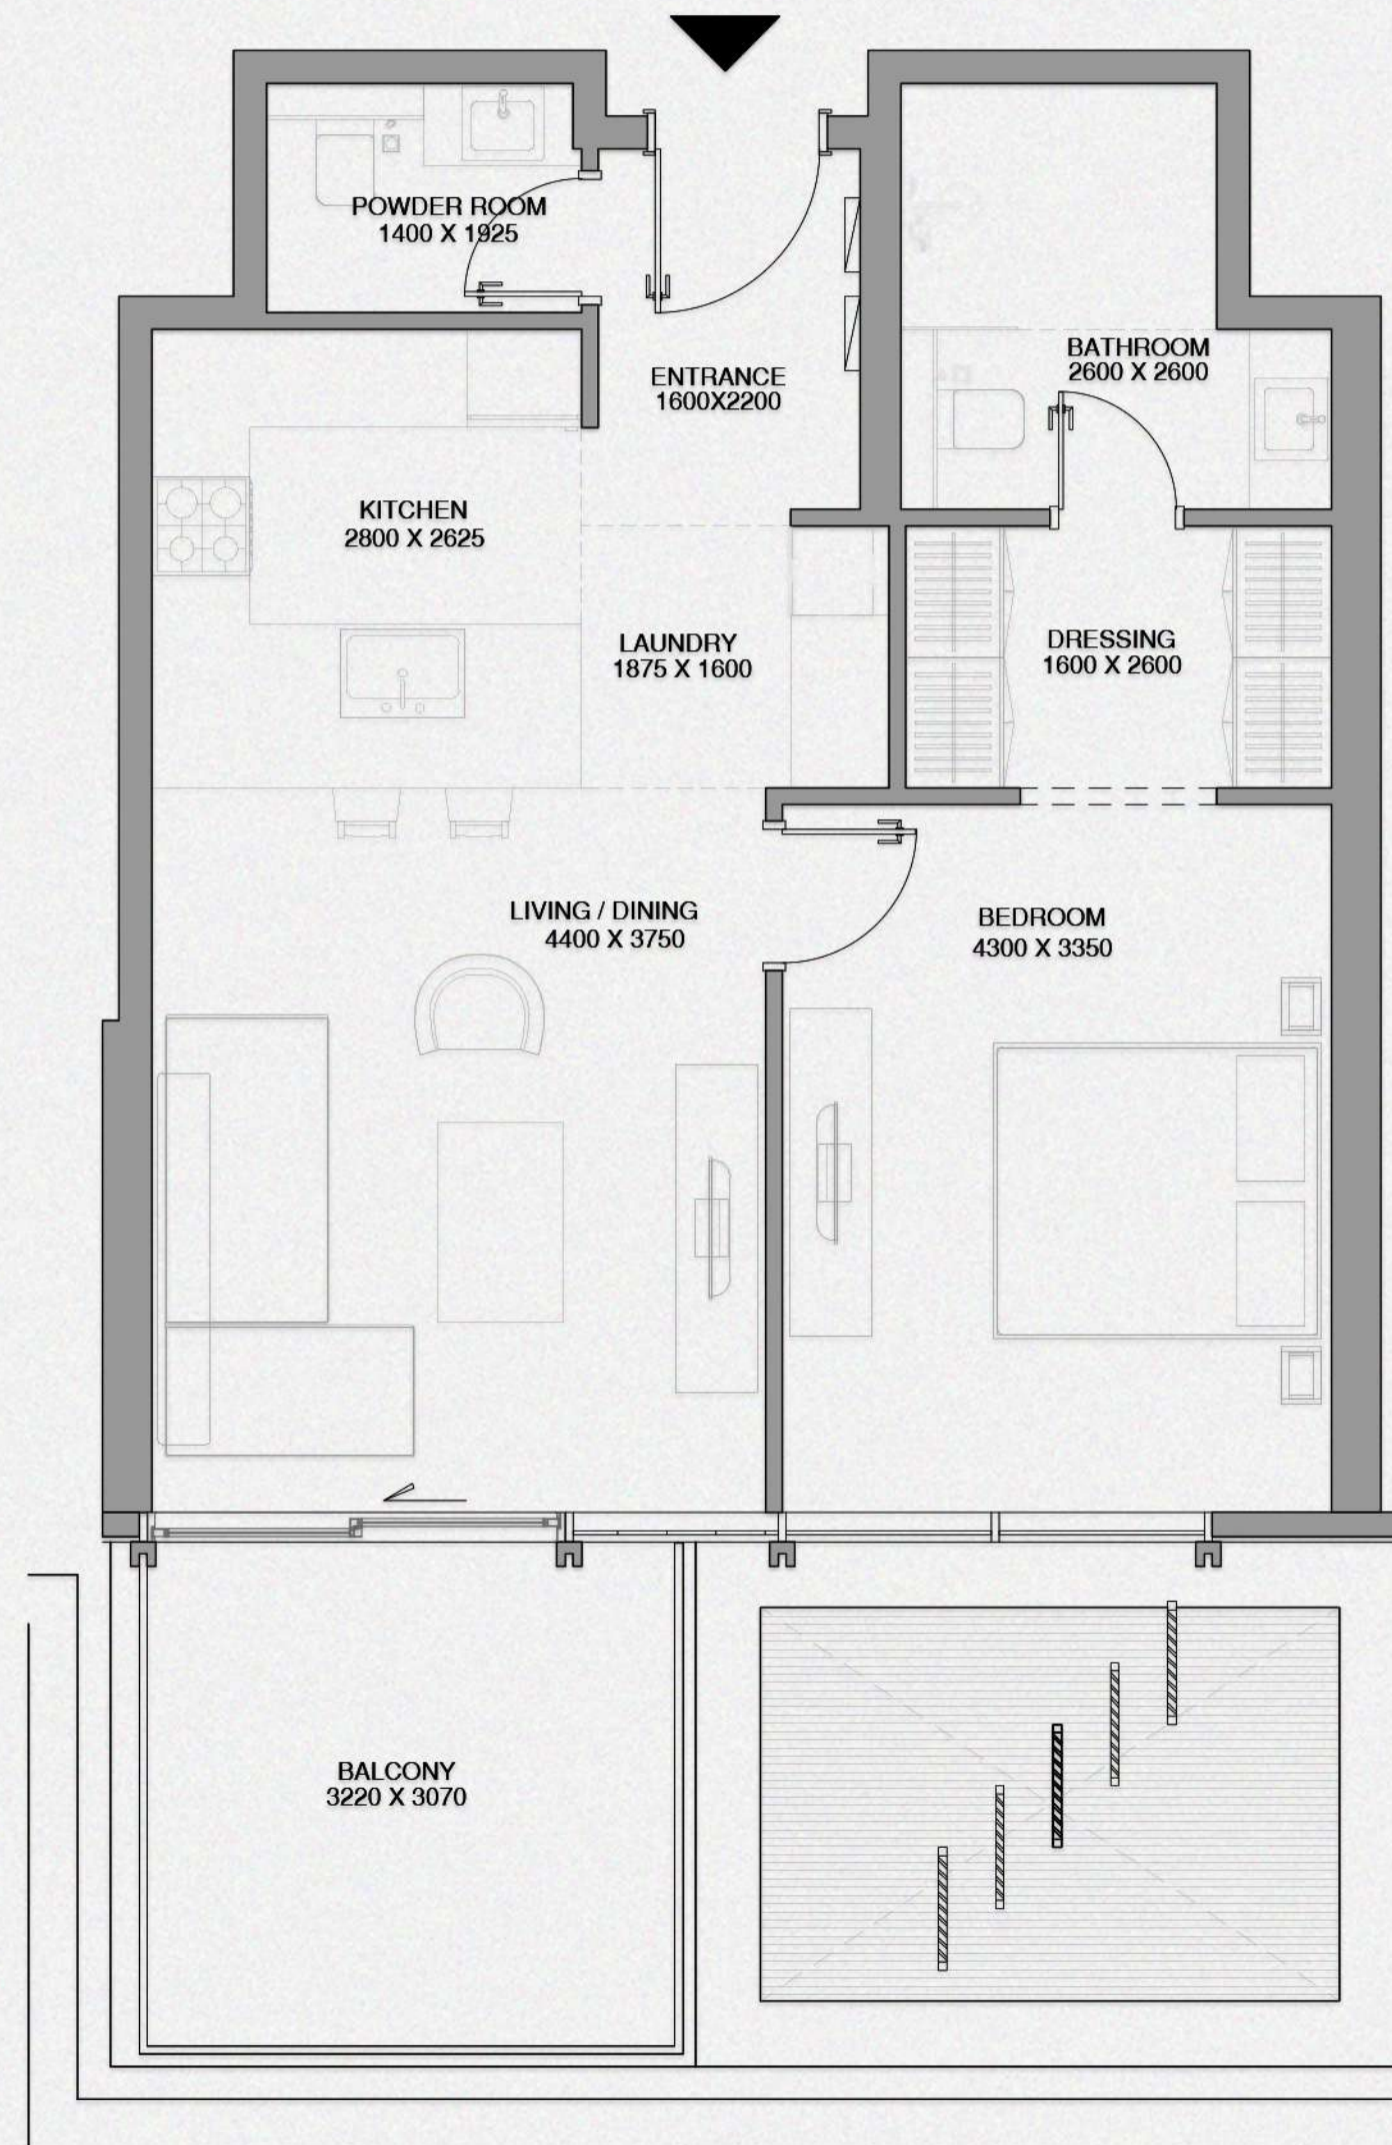 POWDER ROOM
1400 X 1925
ENTRANCE
1600X2200
BATHROOM
2600 X 2600
KITCHEN
2800 X 2625
LAUNDRY
1875 X 1600
DRESSING
1600 X 2600
LIVING / DINING
4400 X 3750
BEDROOM
4300 X 3350
BALCONY
3220 X 3070